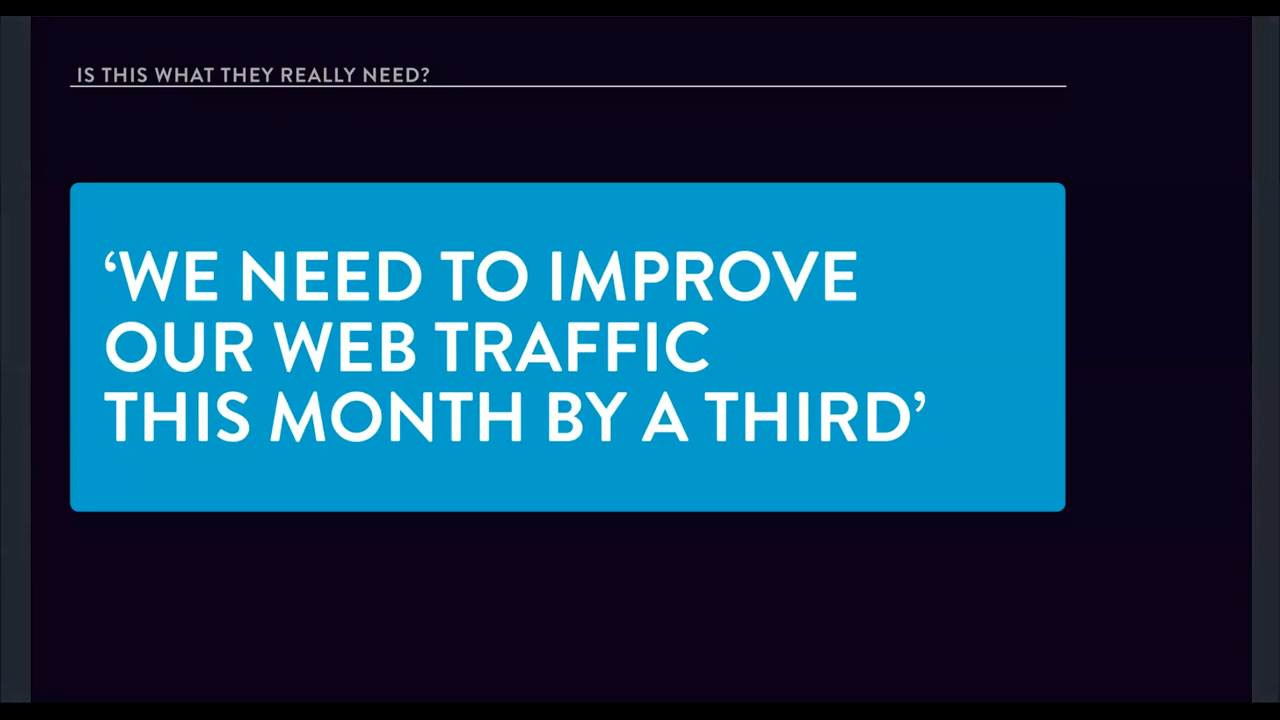 IS THIS WHAT THEY REALLY NEED?
‘WE NEED TO IMPROVE
OUR WEB TRAFFIC
THIS MONTH BY A THIRD’